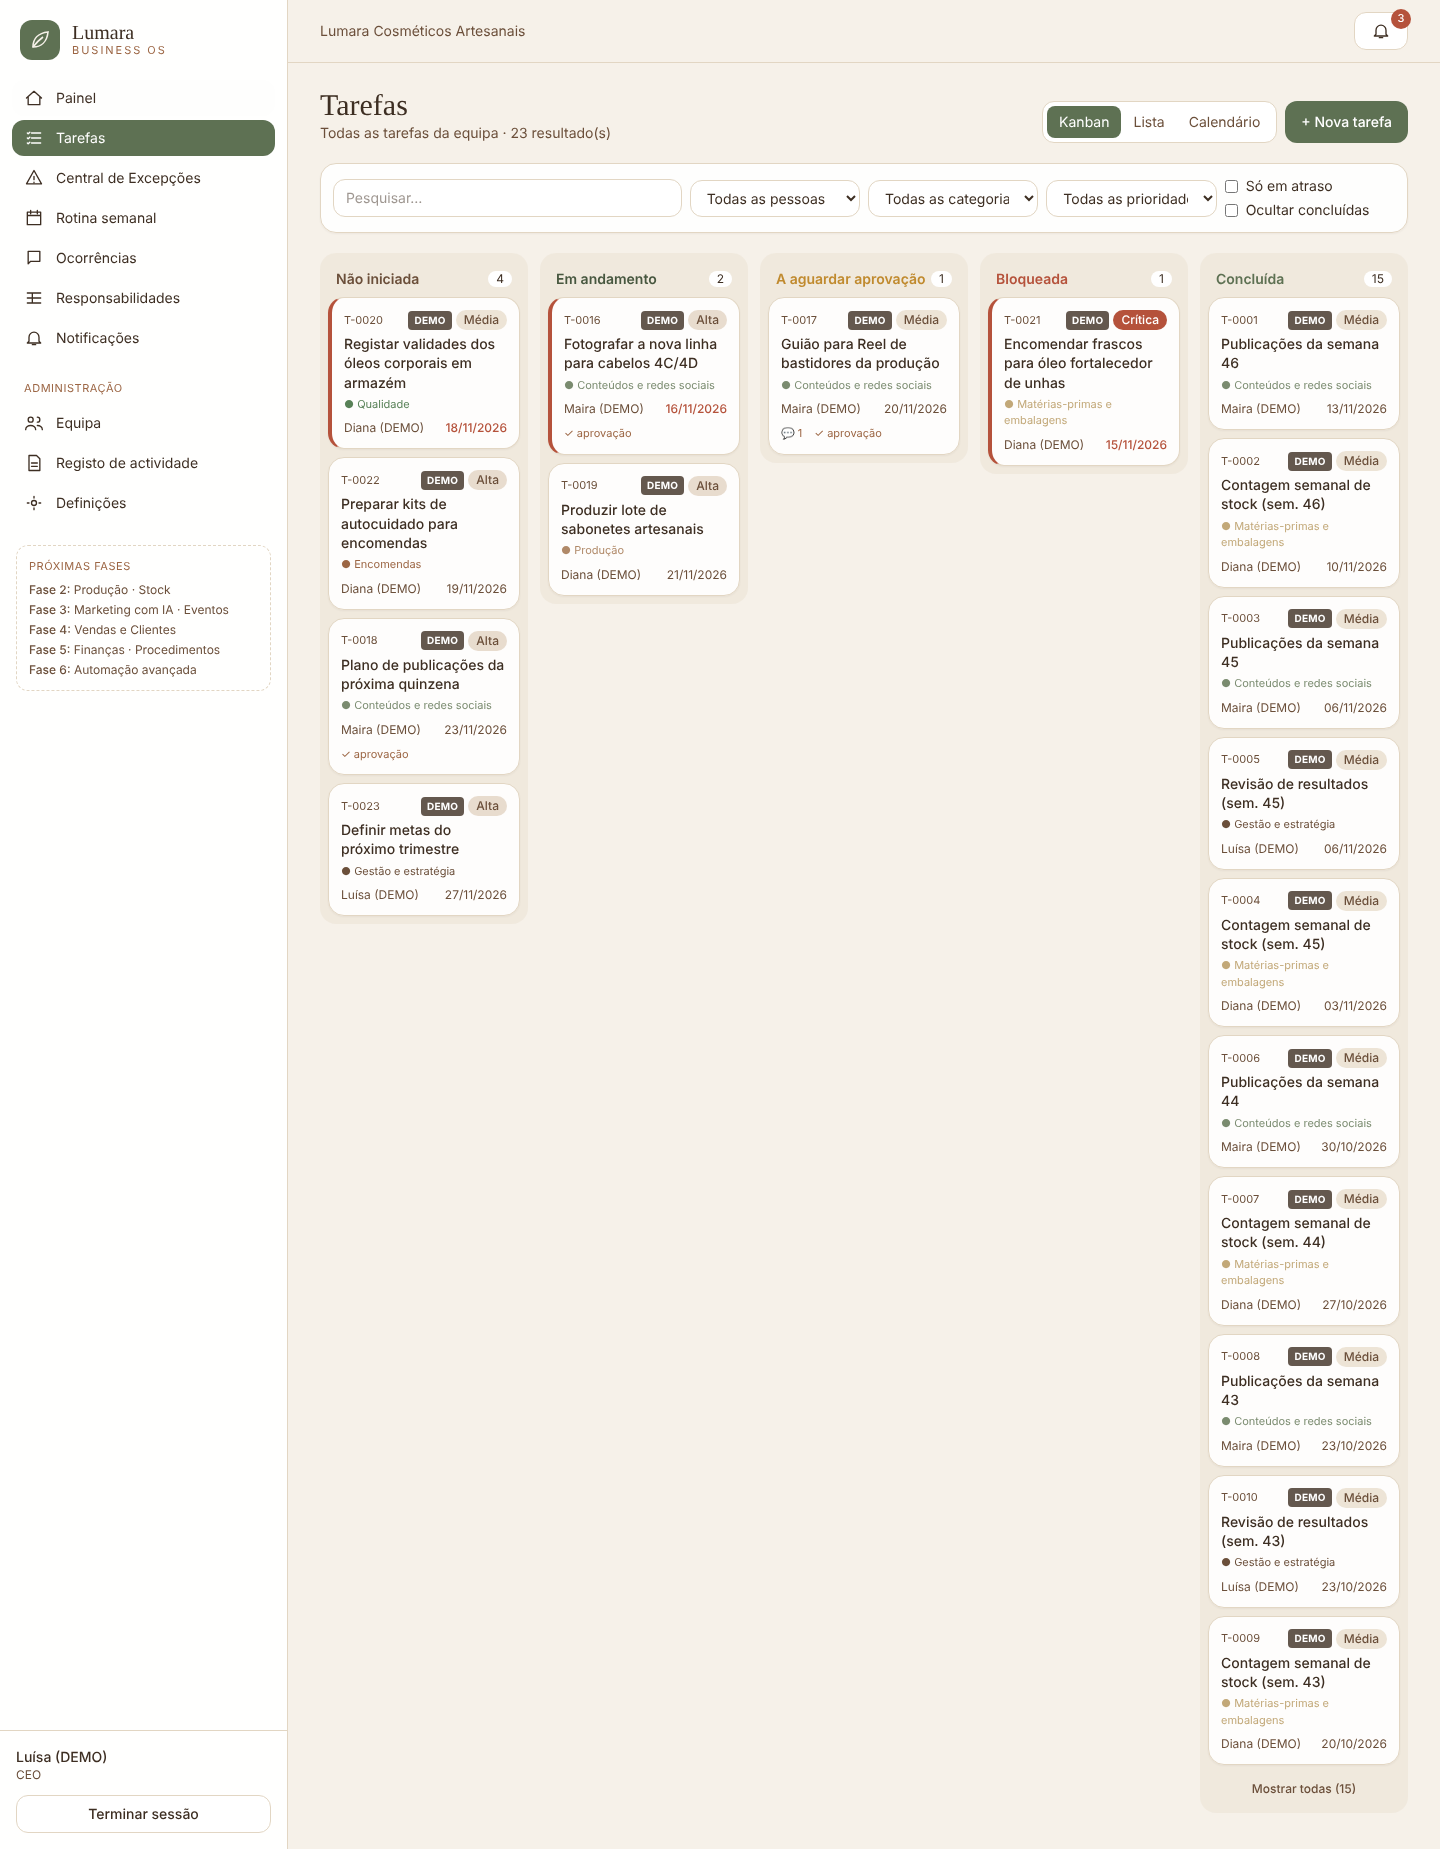 Lumara
BUSINESS OS
Painel
Tarefas
Central de Excepções
Rotina semanal
Ocorrências
Responsabilidades
Notificações
ADMINISTRAÇÃO
Equipa
Registo de actividade
Definições
PRÓXIMAS FASES
Fase 2: Produção · Stock
Fase 3: Marketing com IA · Eventos
Fase 4: Vendas e Clientes
Fase 5: Finanças · Procedimentos
Fase 6: Automação avançada
Luísa (DEMO)
CEO
Terminar sessão
Lumara Cosméticos Artesanais
3
Tarefas
Todas as tarefas da equipa · 23 resultado(s)
Kanban Lista Calendário
+ Nova tarefa
Pesquisar...
Todas as pessoas
Todas as categoria
Todas as prioridad
Só em atraso
Ocultar concluídas
Não iniciada 4
T-0020 DEMO Média
Registar validades dos
óleos corporais em
armazém
Qualidade
Diana (DEMO) 18/11/2026
T-0022 DEMO Alta
Preparar kits de
autocuidado para
encomendas
Encomendas
Diana (DEMO) 19/11/2026
T-0018 DEMO Alta
Plano de publicações da
próxima quinzena
Conteúdos e redes sociais
Maira (DEMO) 23/11/2026
✓ aprovação
T-0023 DEMO Alta
Definir metas do
próximo trimestre
Gestão e estratégia
Luísa (DEMO) 27/11/2026
Em andamento 2
T-0016 DEMO Alta
Fotografar a nova linha
para cabelos 4C/4D
Conteúdos e redes sociais
Maira (DEMO) 16/11/2026
✓ aprovação
T-0019 DEMO Alta
Produzir lote de
sabonetes artesanais
Produção
Diana (DEMO) 21/11/2026
A aguardar aprovação 1
T-0017 DEMO Média
Guião para Reel de
bastidores da produção
Conteúdos e redes sociais
Maira (DEMO) 20/11/2026
💬 1 ✓ aprovação
Bloqueada 1
T-0021 DEMO Crítica
Encomendar frascos
para óleo fortalecedor
de unhas
Matérias-primas e
embalagens
Diana (DEMO) 15/11/2026
Concluída 15
T-0001 DEMO Média
Publicações da semana
46
Conteúdos e redes sociais
Maira (DEMO) 13/11/2026
T-0002 DEMO Média
Contagem semanal de
stock (sem. 46)
Matérias-primas e
embalagens
Diana (DEMO) 10/11/2026
T-0003 DEMO Média
Publicações da semana
45
Conteúdos e redes sociais
Maira (DEMO) 06/11/2026
T-0005 DEMO Média
Revisão de resultados
(sem. 45)
Gestão e estratégia
Luísa (DEMO) 06/11/2026
T-0004 DEMO Média
Contagem semanal de
stock (sem. 45)
Matérias-primas e
embalagens
Diana (DEMO) 03/11/2026
T-0006 DEMO Média
Publicações da semana
44
Conteúdos e redes sociais
Maira (DEMO) 30/10/2026
T-0007 DEMO Média
Contagem semanal de
stock (sem. 44)
Matérias-primas e
embalagens
Diana (DEMO) 27/10/2026
T-0008 DEMO Média
Publicações da semana
43
Conteúdos e redes sociais
Maira (DEMO) 23/10/2026
T-0010 DEMO Média
Revisão de resultados
(sem. 43)
Gestão e estratégia
Luísa (DEMO) 23/10/2026
T-0009 DEMO Média
Contagem semanal de
stock (sem. 43)
Matérias-primas e
embalagens
Diana (DEMO) 20/10/2026
Mostrar todas (15)